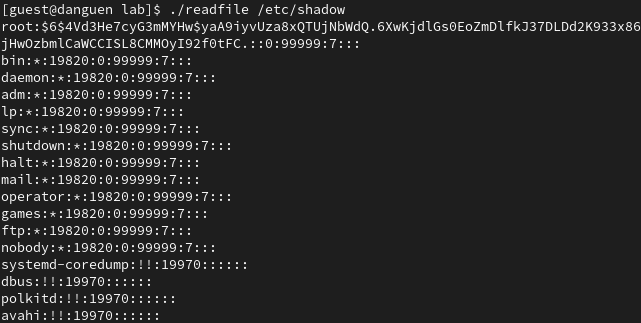 [guest@danguen lab]$ ./readfile /etc/shadow
root:$6$4Vd3He7cyG3mMYHw$yaA9iyvUza8xQTUjNbWdQ.6XwKjdlGs0EoZmDlfkJ37DLDd2K933x86
jHwOzbmlCaWCCISL8CMMOyI92f0tFC.::0:99999:7:::
bin:*:19820:0:99999:7:::
daemon:*:19820:0:99999:7:::
adm:*:19820:0:99999:7:::
lp:*:19820:0:99999:7:::
sync:*:19820:0:99999:7:::
shutdown:*:19820:0:99999:7:::
halt:*:19820:0:99999:7:::
mail:*:19820:0:99999:7:::
operator:*:19820:0:99999:7:::
games:*:19820:0:99999:7:::
ftp:*:19820:0:99999:7:::
nobody:*:19820:0:99999:7:::
systemd-coredump:!!:19970::::::
dbus:!!:19970::::::
polkitd:!!:19970::::::
avahi:!!:19970::::::